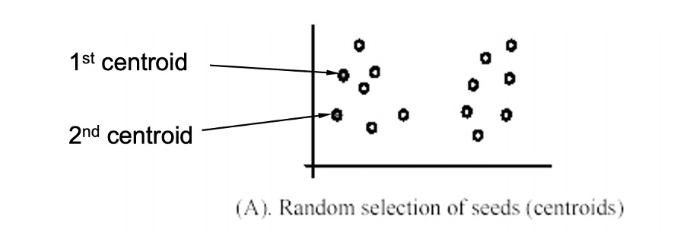 1st centroid
2nd centroid
(A). Random selection of seeds (centroids)